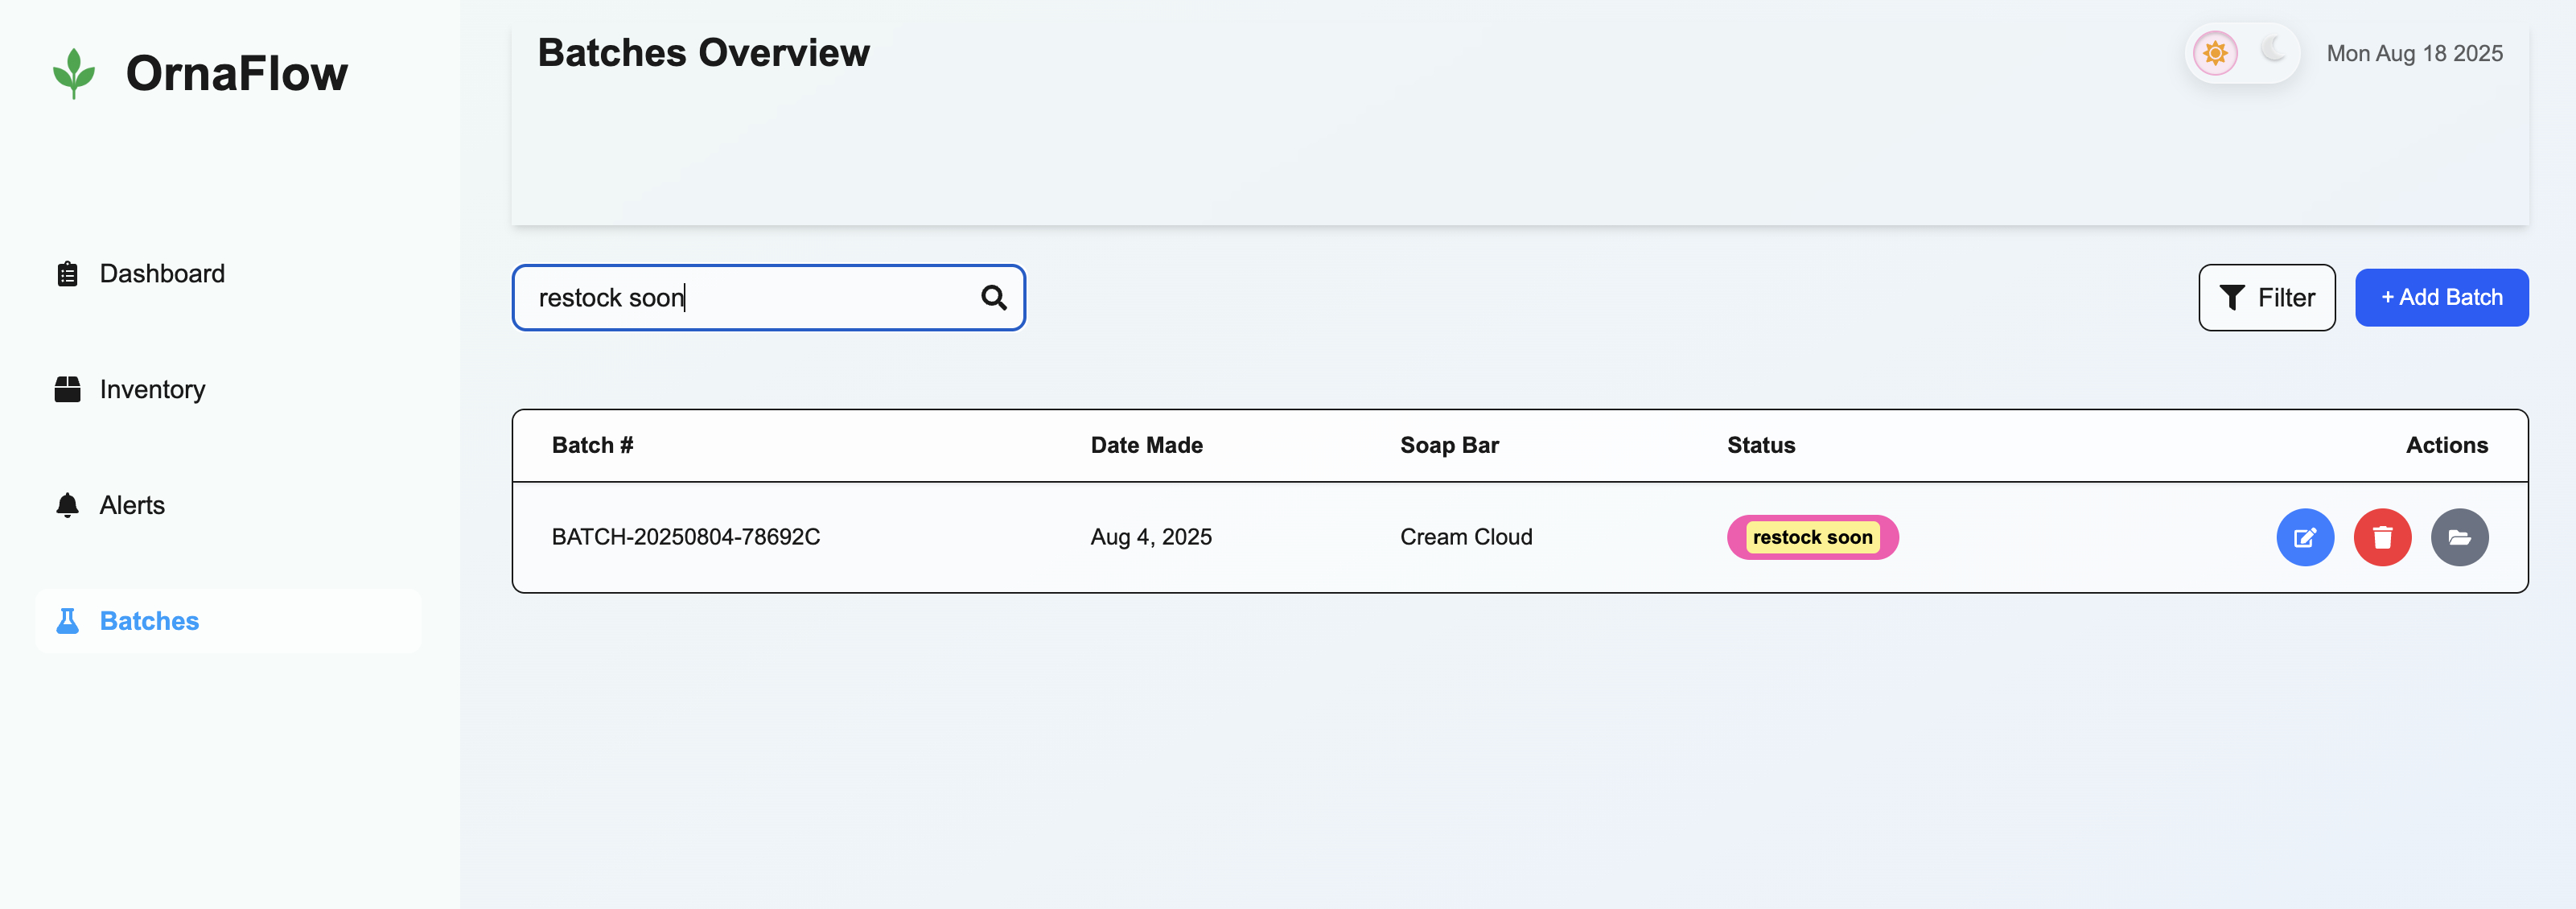 OrnaFlow
Dashboard
Inventory
Alerts
Batches
Batches Overview
Mon Aug 18 2025
restock soon
Filter
+ Add Batch
Batch # Date Made Soap Bar Status Actions
BATCH-20250804-78692C Aug 4, 2025 Cream Cloud restock soon